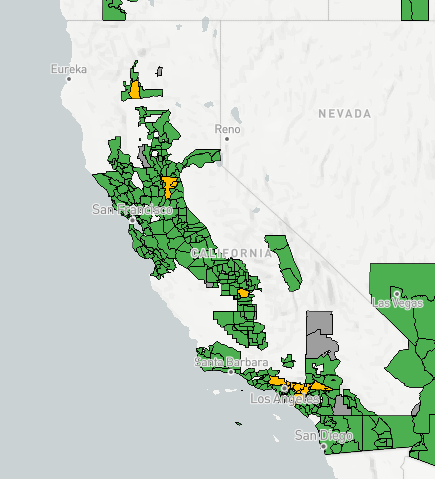 Eureka
NEVADA
Reno
San Francisco
CALIFORNIA
Las Vegas
Santa Barbara
Los Angeles
San Diego